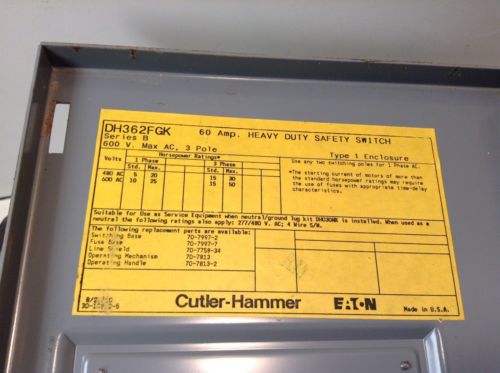 DH362FGK 60 Amp. HEAVY DUTY SAFETY SWITCH
Series B
600 V. Max AC, 3 Pole
Horsepower Ratings*
Volts 1 Phase 3 Phase
Std. Max. Std. Max.
480 AC 5 20 15 30
600 AC 10 25 15 50
Type 1 Enclosure
Use any two switching poles for 1 Phase AC.
*The starting current of motors of more than
the standard horsepower rating may require
the use of fuses with appropriate time-delay
characteristics.
Suitable for Use as Service Equipment when neutral/ground lug kit is installed. When used as a
neutral the following ratings also apply: 277/480 V. AC; 4 Wire S/N.
The following replacement parts are available:
Switching Base 70-7997-2
Fuse Base 70-7997-7
Line Shield 70-7759-34
Operating Mechanism 70-7813
Operating Handle 70-7813-2
Cutler-Hammer EATON
Made in U.S.A.